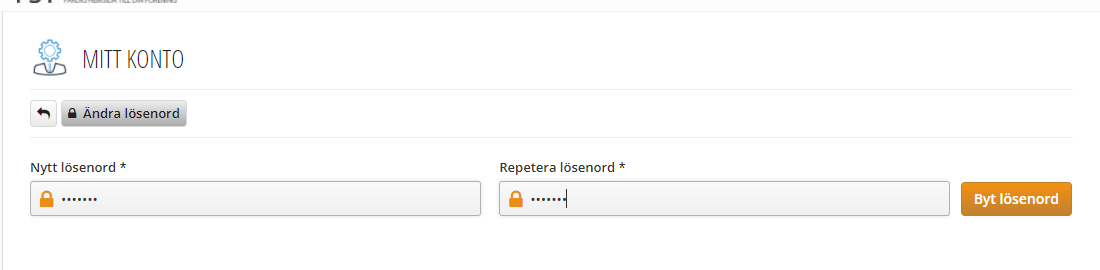 MITT KONTO
Ändra lösenord
Nytt lösenord *
Repetera lösenord *
•••••••
•••••••
Byt lösenord